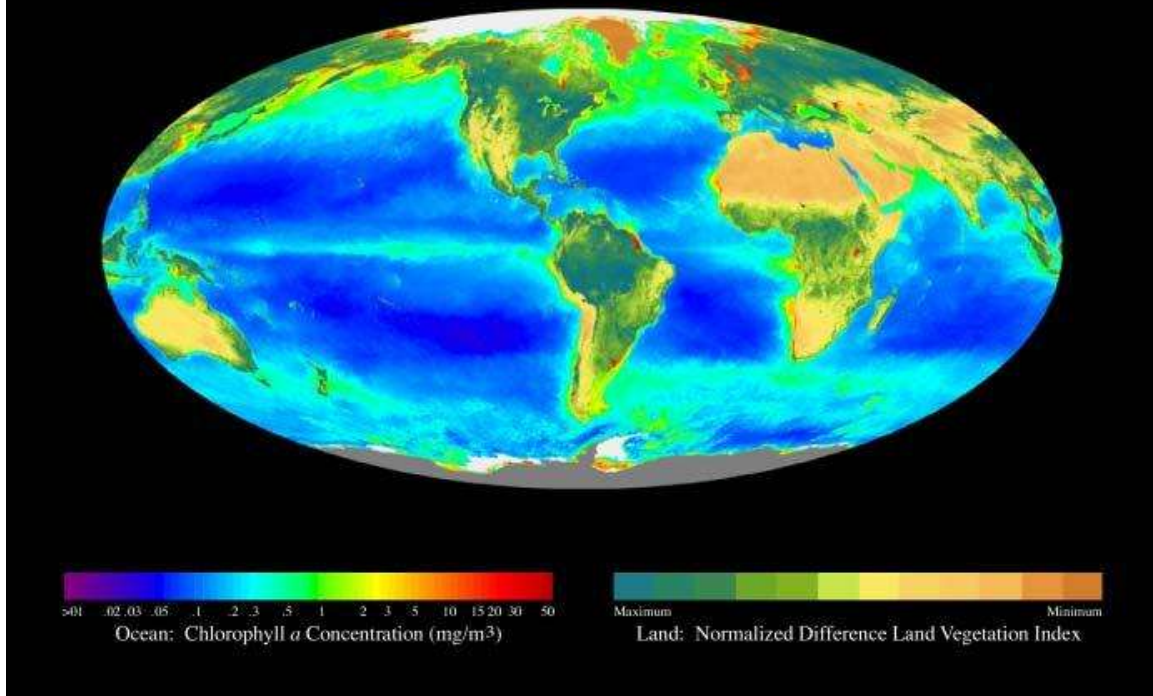 >01 .02 .03 .05 .1 .2 .3 .5 1 2 3 5 10 15 20 30 50
Ocean: Chlorophyll a Concentration (mg/m3)
Maximum Minimum
Land: Normalized Difference Land Vegetation Index